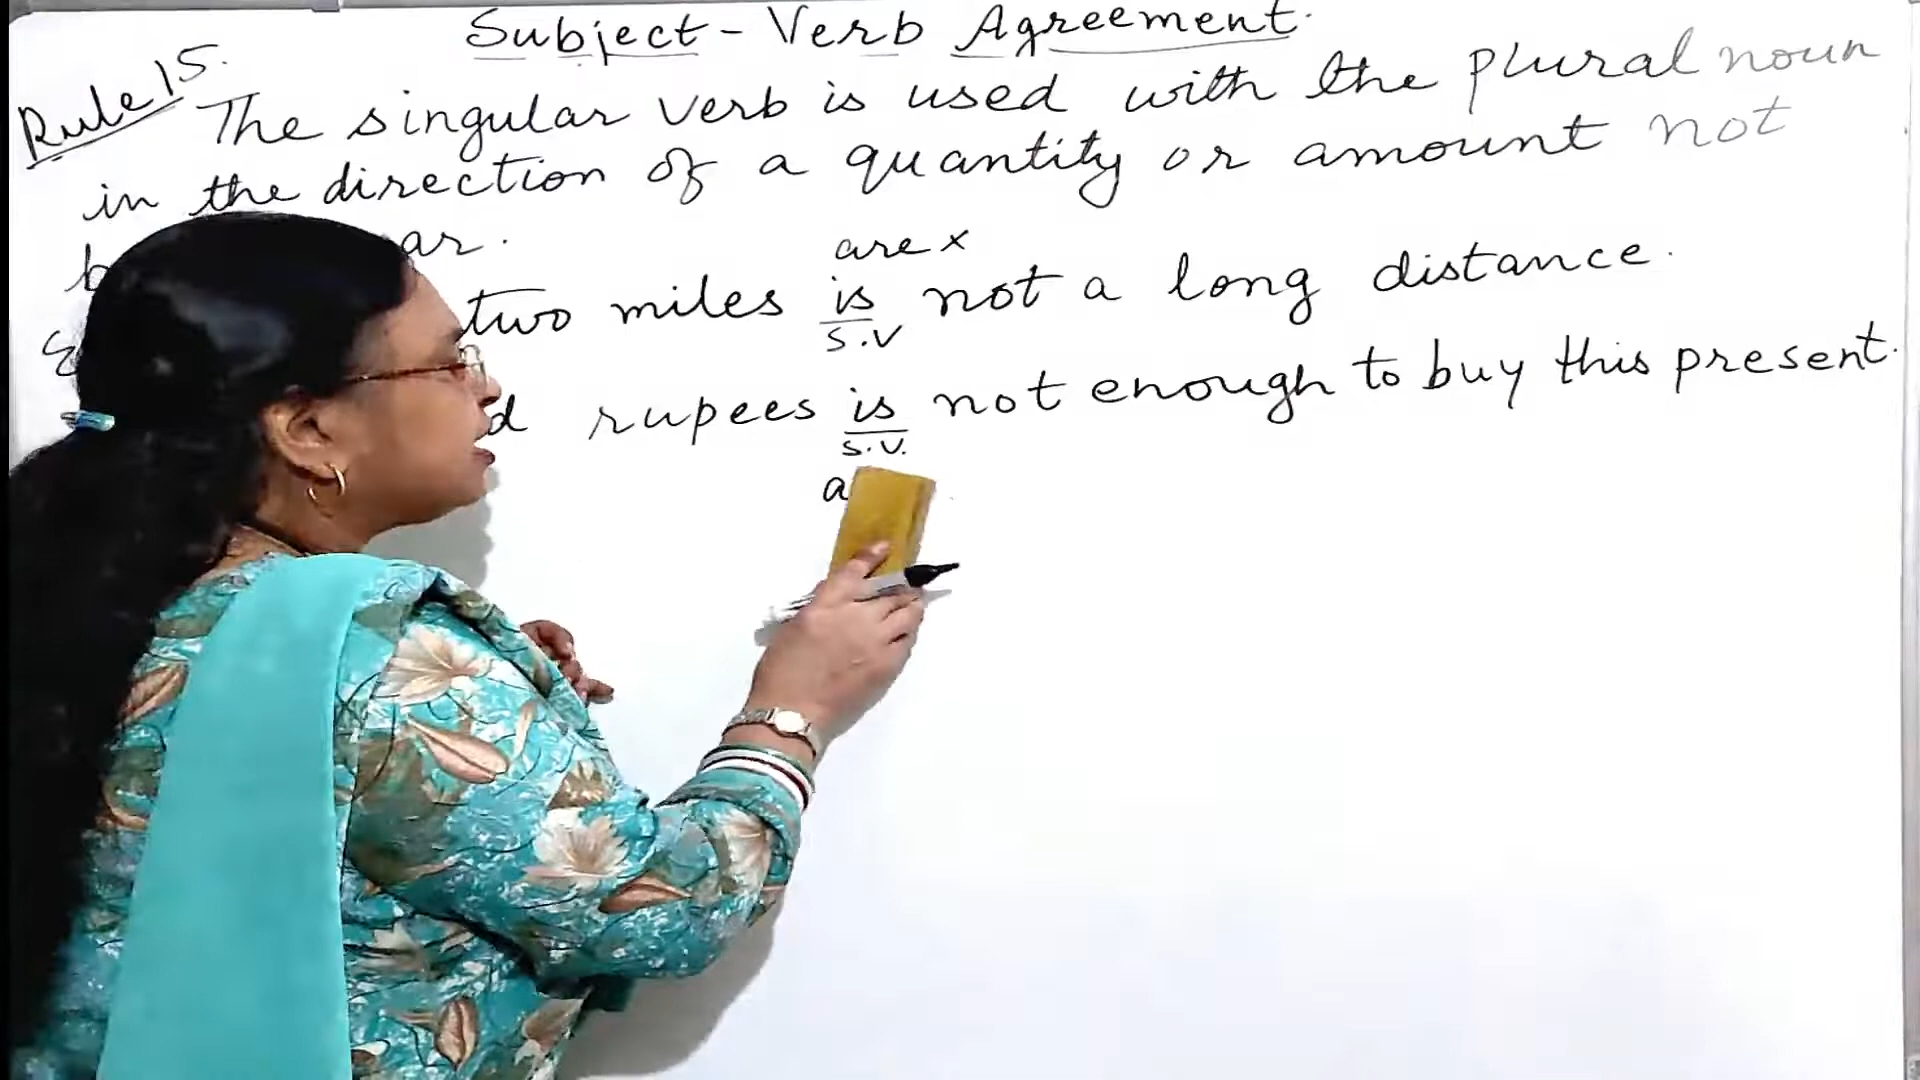 Subject-Verb Agreement.
Rule 15.
The singular verb is used with the plural noun
in the direction of a quantity or amount not
are x
two miles is not a long distance.
S.V
rupees is not enough to buy this present.
S.V.